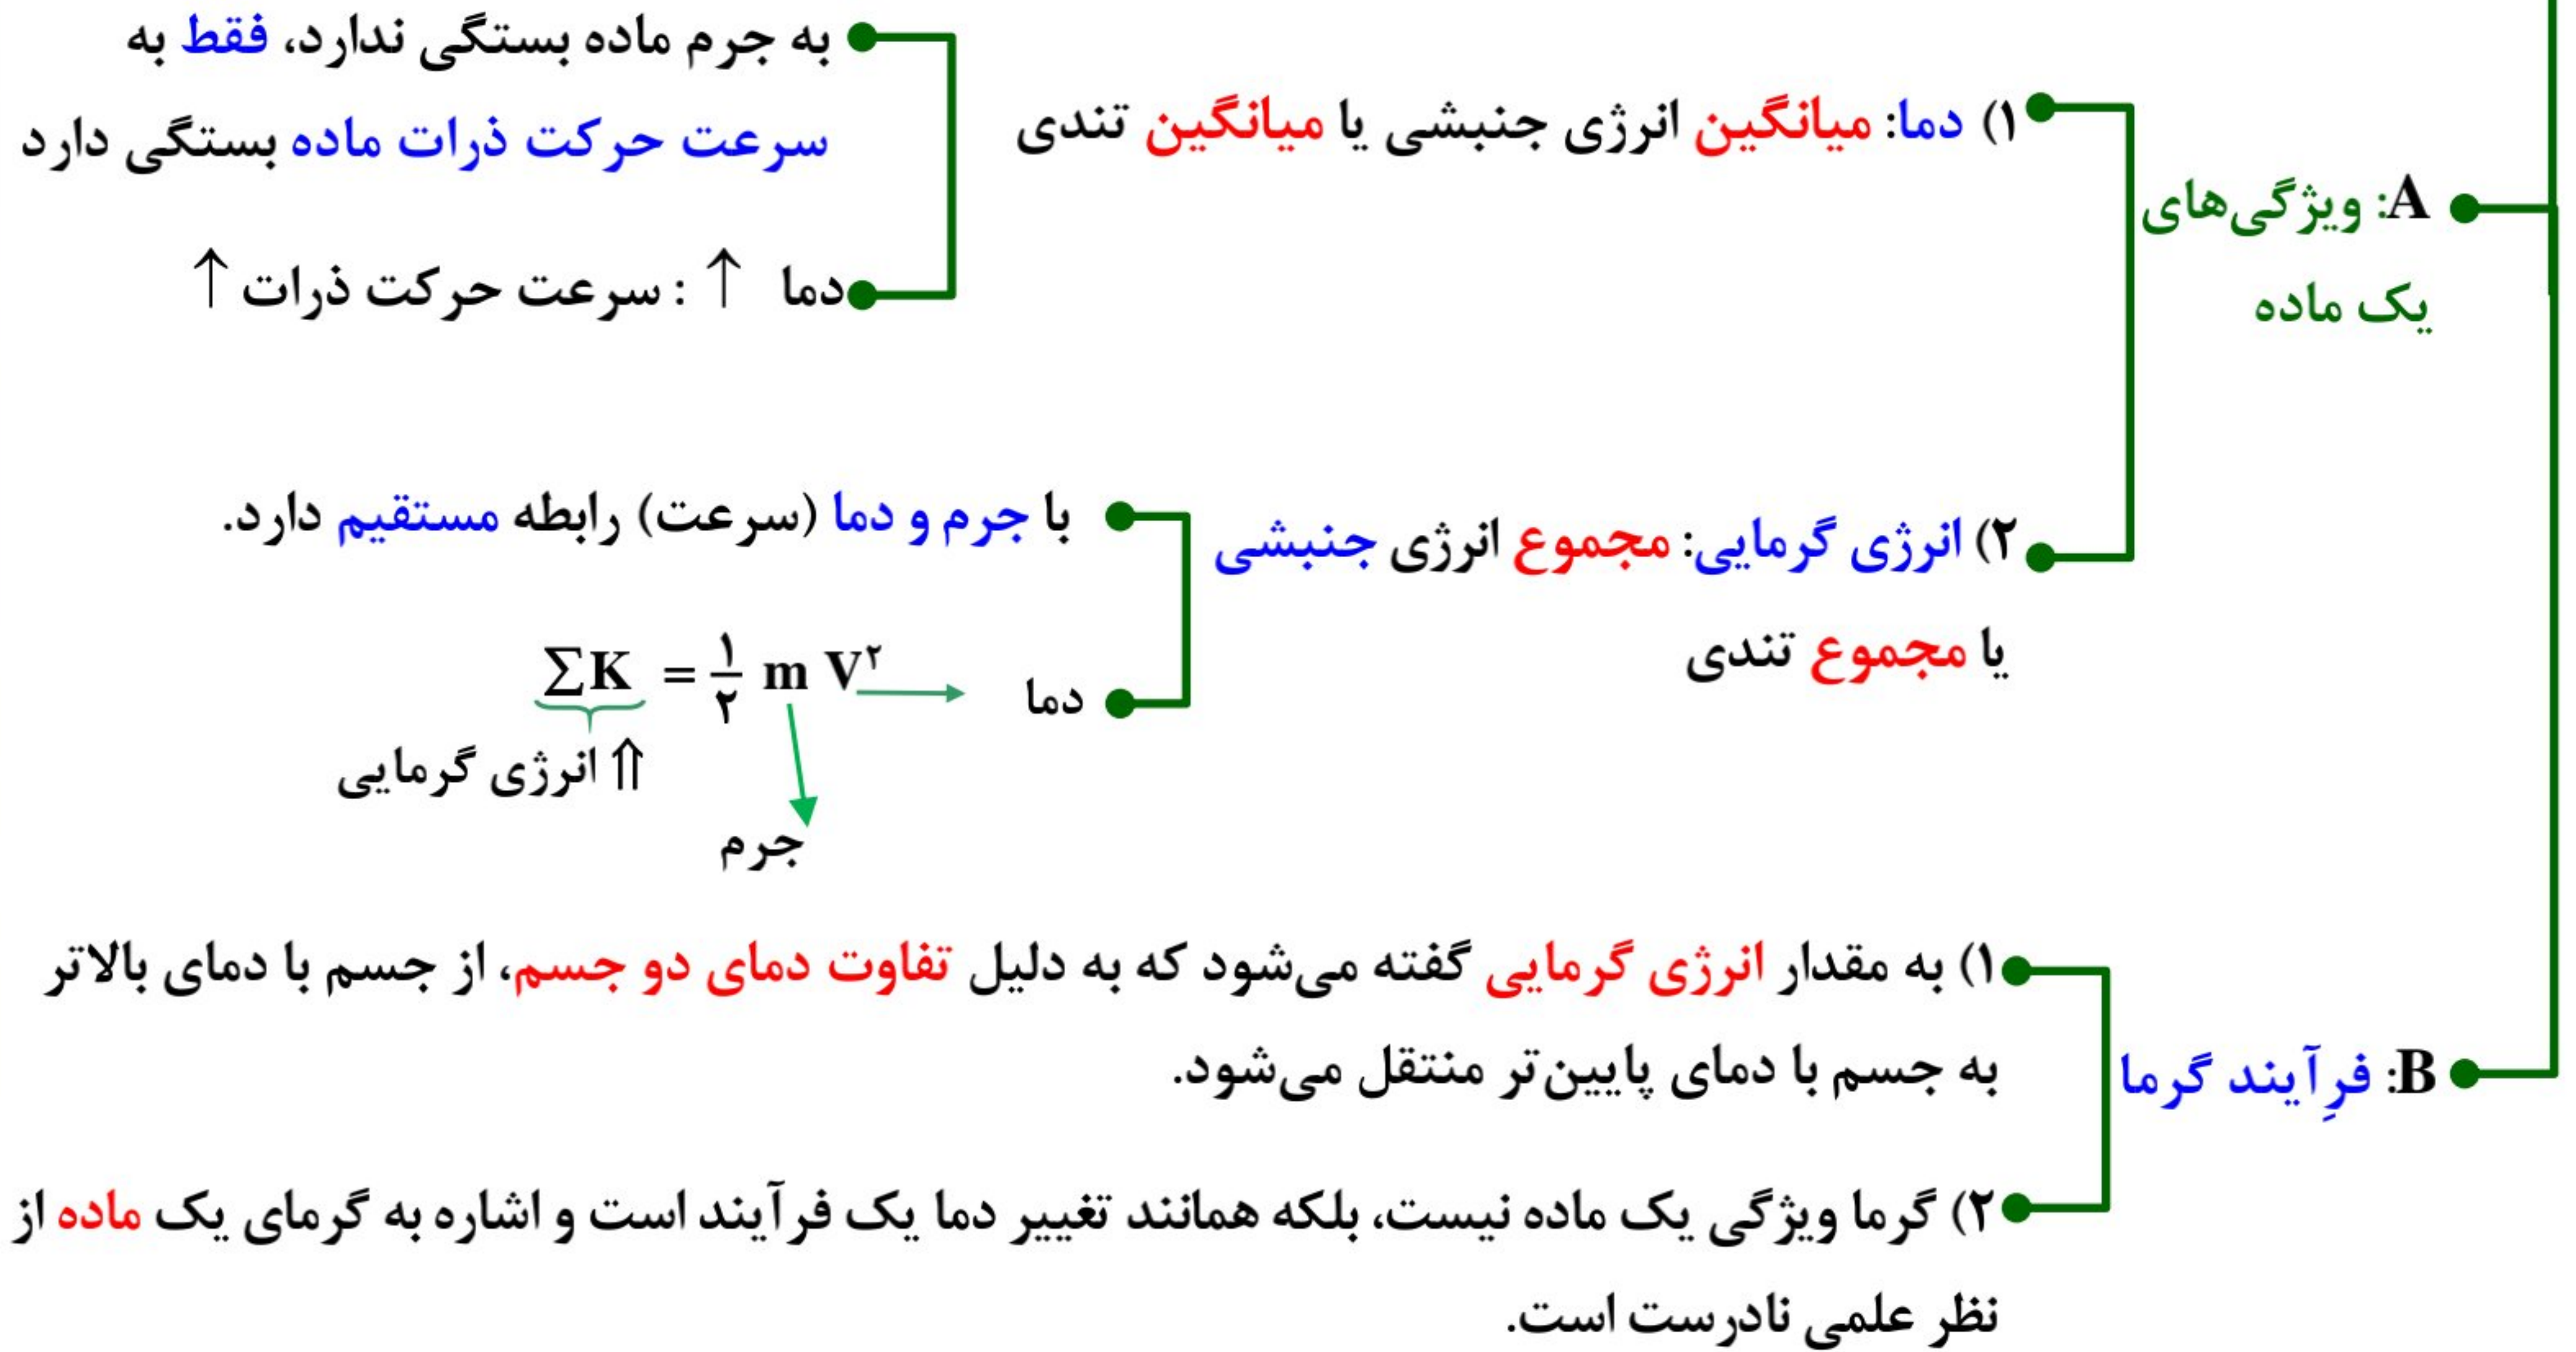 A: ویژگی‌های
یک ماده
۱) دما: میانگین انرژی جنبشی یا میانگین تندی
به جرم ماده بستگی ندارد، فقط به
سرعت حرکت ذرات ماده بستگی دارد
دما ↑ : سرعت حرکت ذرات ↑
۲) انرژی گرمایی: مجموع انرژی جنبشی
یا مجموع تندی
با جرم و دما (سرعت) رابطه مستقیم دارد.
∑K = ۱/۲ m V۲
دما
⇑ انرژی گرمایی
جرم
B: فرِآیند گرما
۱) به مقدار انرژی گرمایی گفته می‌شود که به دلیل تفاوت دمای دو جسم، از جسم با دمای بالاتر
به جسم با دمای پایین‌تر منتقل می‌شود.
۲) گرما ویژگی یک ماده نیست، بلکه همانند تغییر دما یک فرآیند است و اشاره به گرمای یک ماده از
نظر علمی نادرست است.